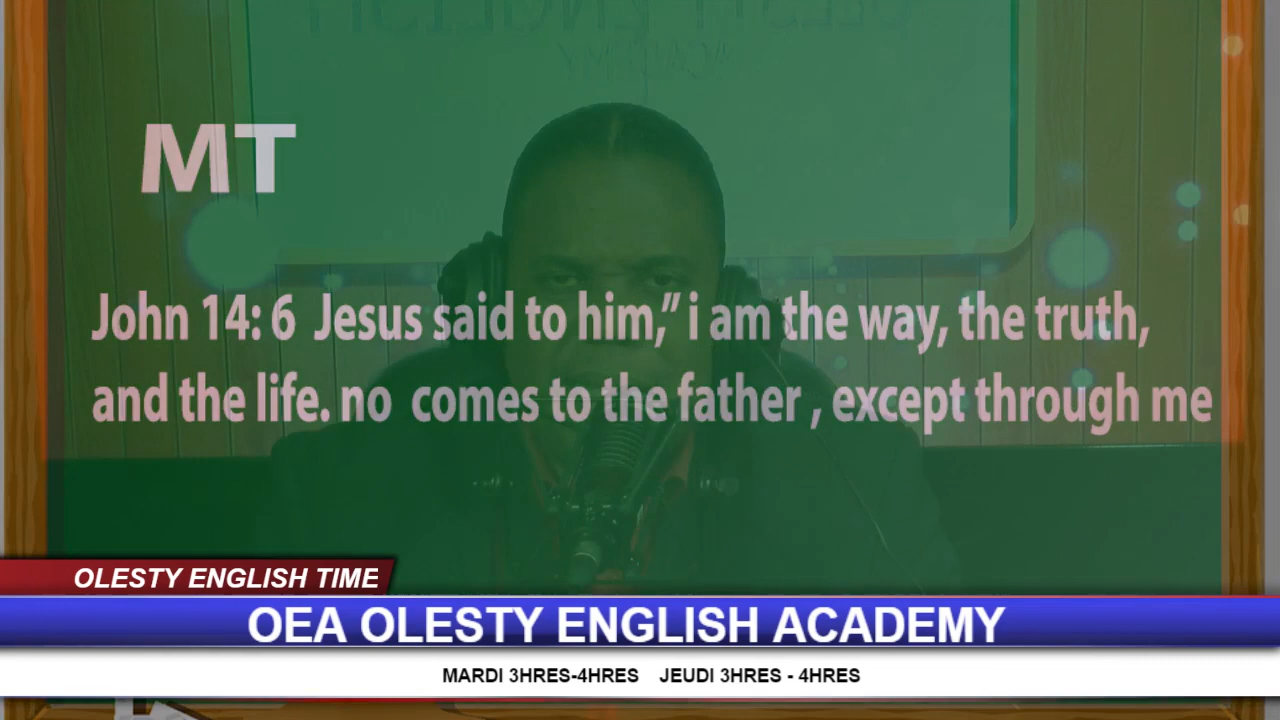 MT
John 14: 6 Jesus said to him,” i am the way, the truth,
and the life. no comes to the father , except through me
OLESTY ENGLISH TIME
OEA OLESTY ENGLISH ACADEMY
MARDI 3HRES-4HRES JEUDI 3HRES - 4HRES